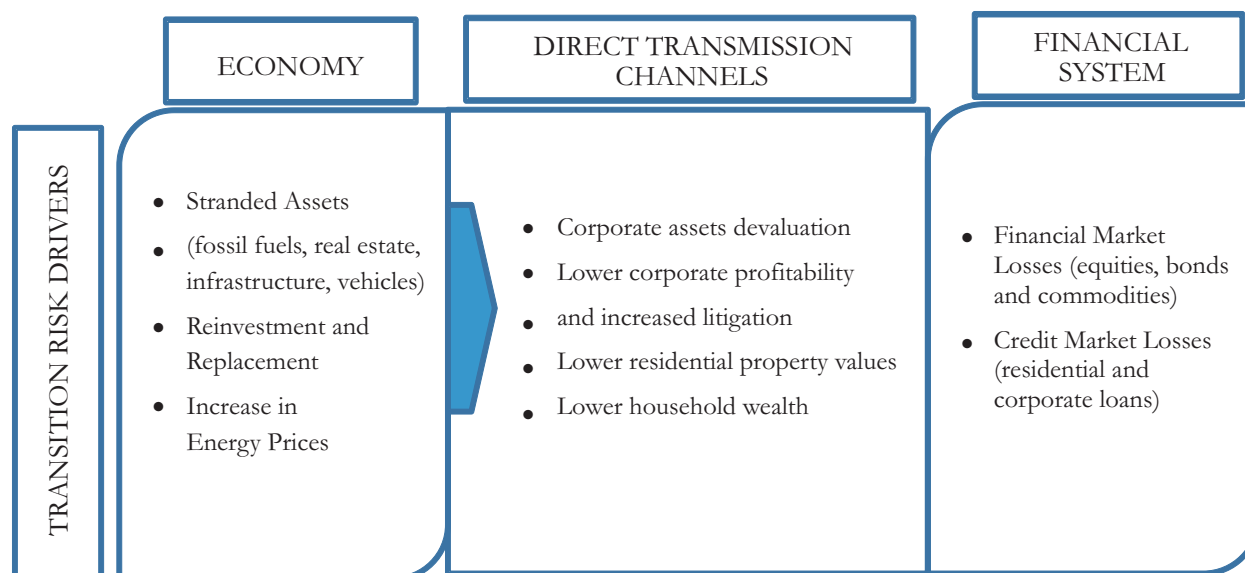 ECONOMY
DIRECT TRANSMISSION
CHANNELS
FINANCIAL
SYSTEM
TRANSITION RISK DRIVERS
• Stranded Assets
• (fossil fuels, real estate,
infrastructure, vehicles)
• Reinvestment and
Replacement
• Increase in
Energy Prices
• Corporate assets devaluation
• Lower corporate profitability
• and increased litigation
• Lower residential property values
• Lower household wealth
• Financial Market
Losses (equities, bonds
and commodities)
• Credit Market Losses
(residential and
corporate loans)